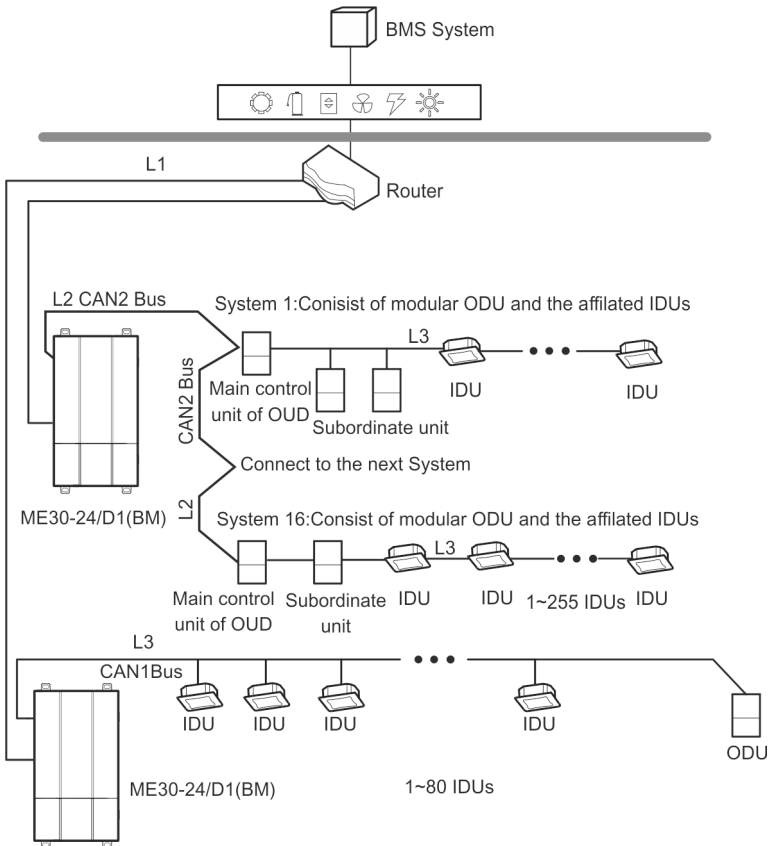 BMS System
L1
Router
L2 CAN2 Bus
System 1:Conisist of modular ODU and the affilated IDUs
L3
CAN2 Bus
Main control
unit of OUD
Subordinate unit
IDU
IDU
Connect to the next System
ME30-24/D1(BM)
L2
System 16:Consist of modular ODU and the affilated IDUs
L3
Main control
unit of OUD
Subordinate
unit
IDU
IDU
1~255 IDUs
IDU
L3
CAN1Bus
IDU
IDU
IDU
IDU
ODU
ME30-24/D1(BM)
1~80 IDUs